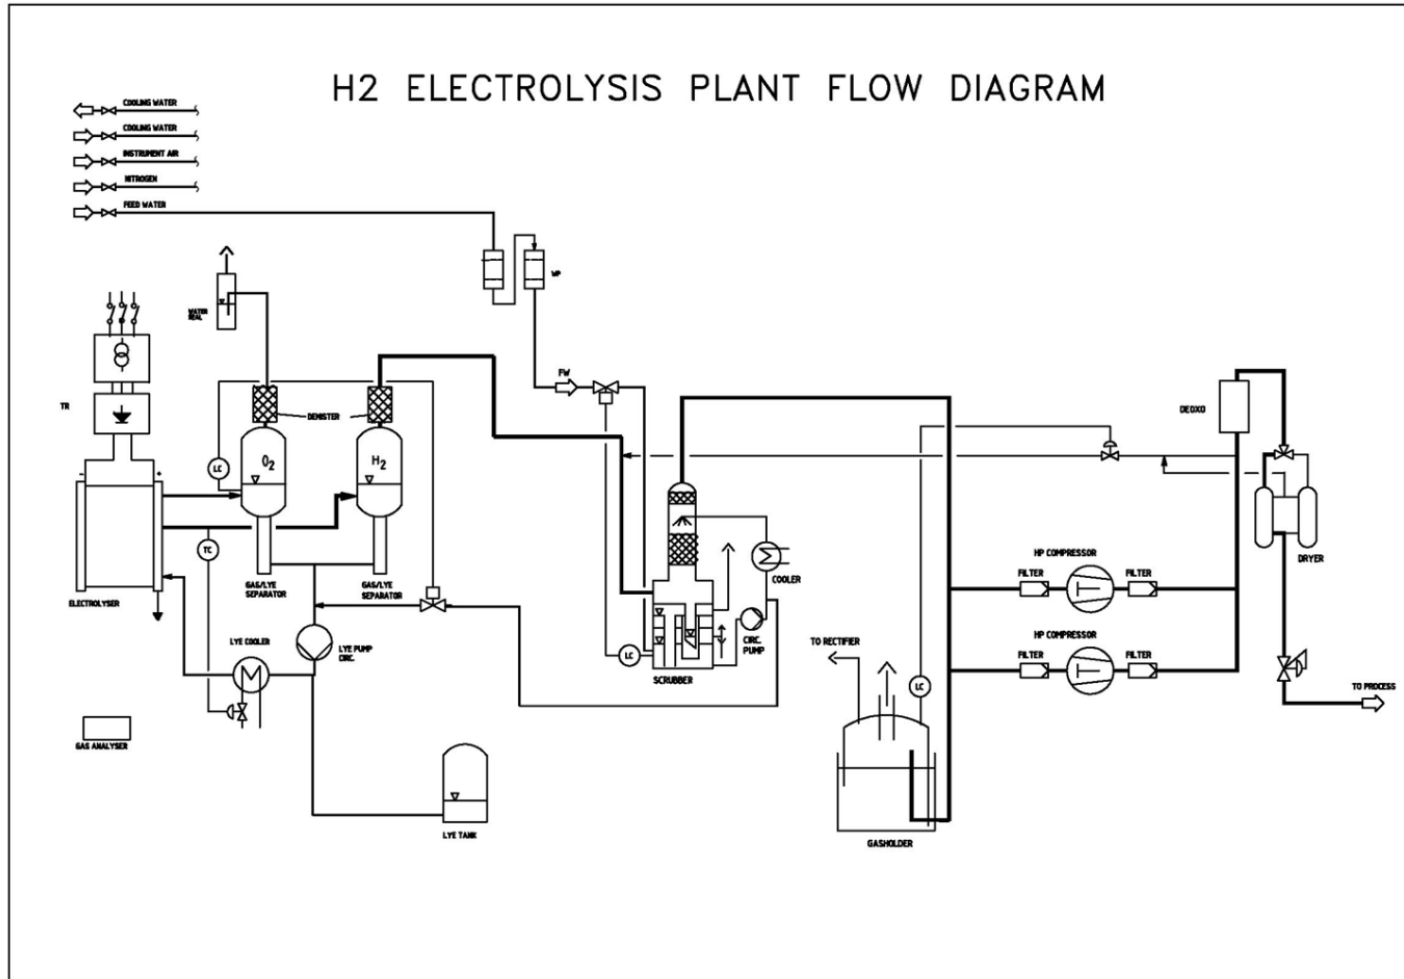 H2 ELECTROLYSIS PLANT FLOW DIAGRAM
COOLING WATER
COOLING WATER
INSTRUMENT AIR
NITROGEN
FEED WATER
WP
WATER
SEAL
FW
TR
DEMISTER
DEOXO
O2
H2
LC
- +
TC
GAS/LYE
SEPARATOR
GAS/LYE
SEPARATOR
ELECTROLYSER
COOLER
HP COMPRESSOR
FILTER
FILTER
DRYER
LYE COOLER
LYE PUMP
CIRC.
CIRC.
PUMP
LC
SCRUBBER
TO RECTIFIER
HP COMPRESSOR
FILTER
FILTER
LC
TO PROCESS
GAS ANALYSER
LYE TANK
GASHOLDER